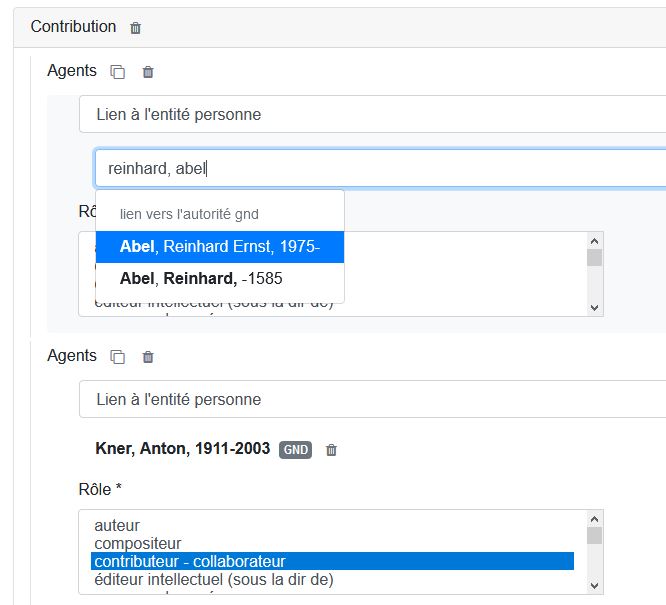 Contribution
Agents
Lien à l'entité personne
reinhard, abel
lien vers l'autorité gnd
Abel, Reinhard Ernst, 1975-
Abel, Reinhard, -1585
éditeur intellectuel (sous la dir de)
Agents
Lien à l'entité personne
Kner, Anton, 1911-2003 GND
Rôle *
auteur
compositeur
contributeur - collaborateur
éditeur intellectuel (sous la dir de)